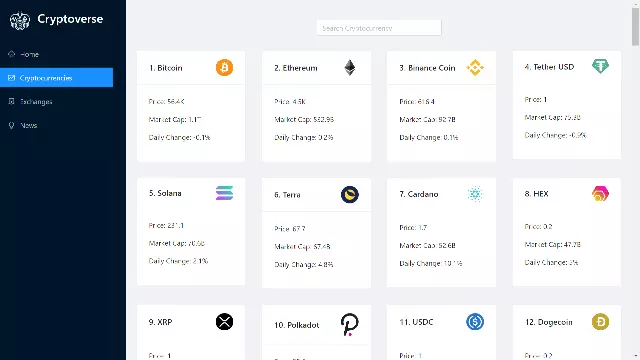 Cryptoverse
Home
Cryptocurrencies
Exchanges
News
Search Cryptocurrency
1. Bitcoin
Price: 56.4K
Market Cap: 1.1T
Daily Change: -0.1%
2. Ethereum
Price: 4.5K
Market Cap: 532.9B
Daily Change: 0.2%
3. Binance Coin
Price: 616.4
Market Cap: 92.7B
Daily Change: 0.1%
4. Tether USD
Price: 1
Market Cap: 75.3B
Daily Change: -0.9%
5. Solana
Price: 231.1
Market Cap: 70.6B
Daily Change: 2.1%
6. Terra
Price: 67.7
Market Cap: 67.4B
Daily Change: 4.8%
7. Cardano
Price: 1.7
Market Cap: 52.6B
Daily Change: 10.1%
8. HEX
Price: 0.2
Market Cap: 47.7B
Daily Change: 5%
9. XRP
Price: 1
10. Polkadot
11. USDC
Price: 1
12. Dogecoin
Price: 0.2